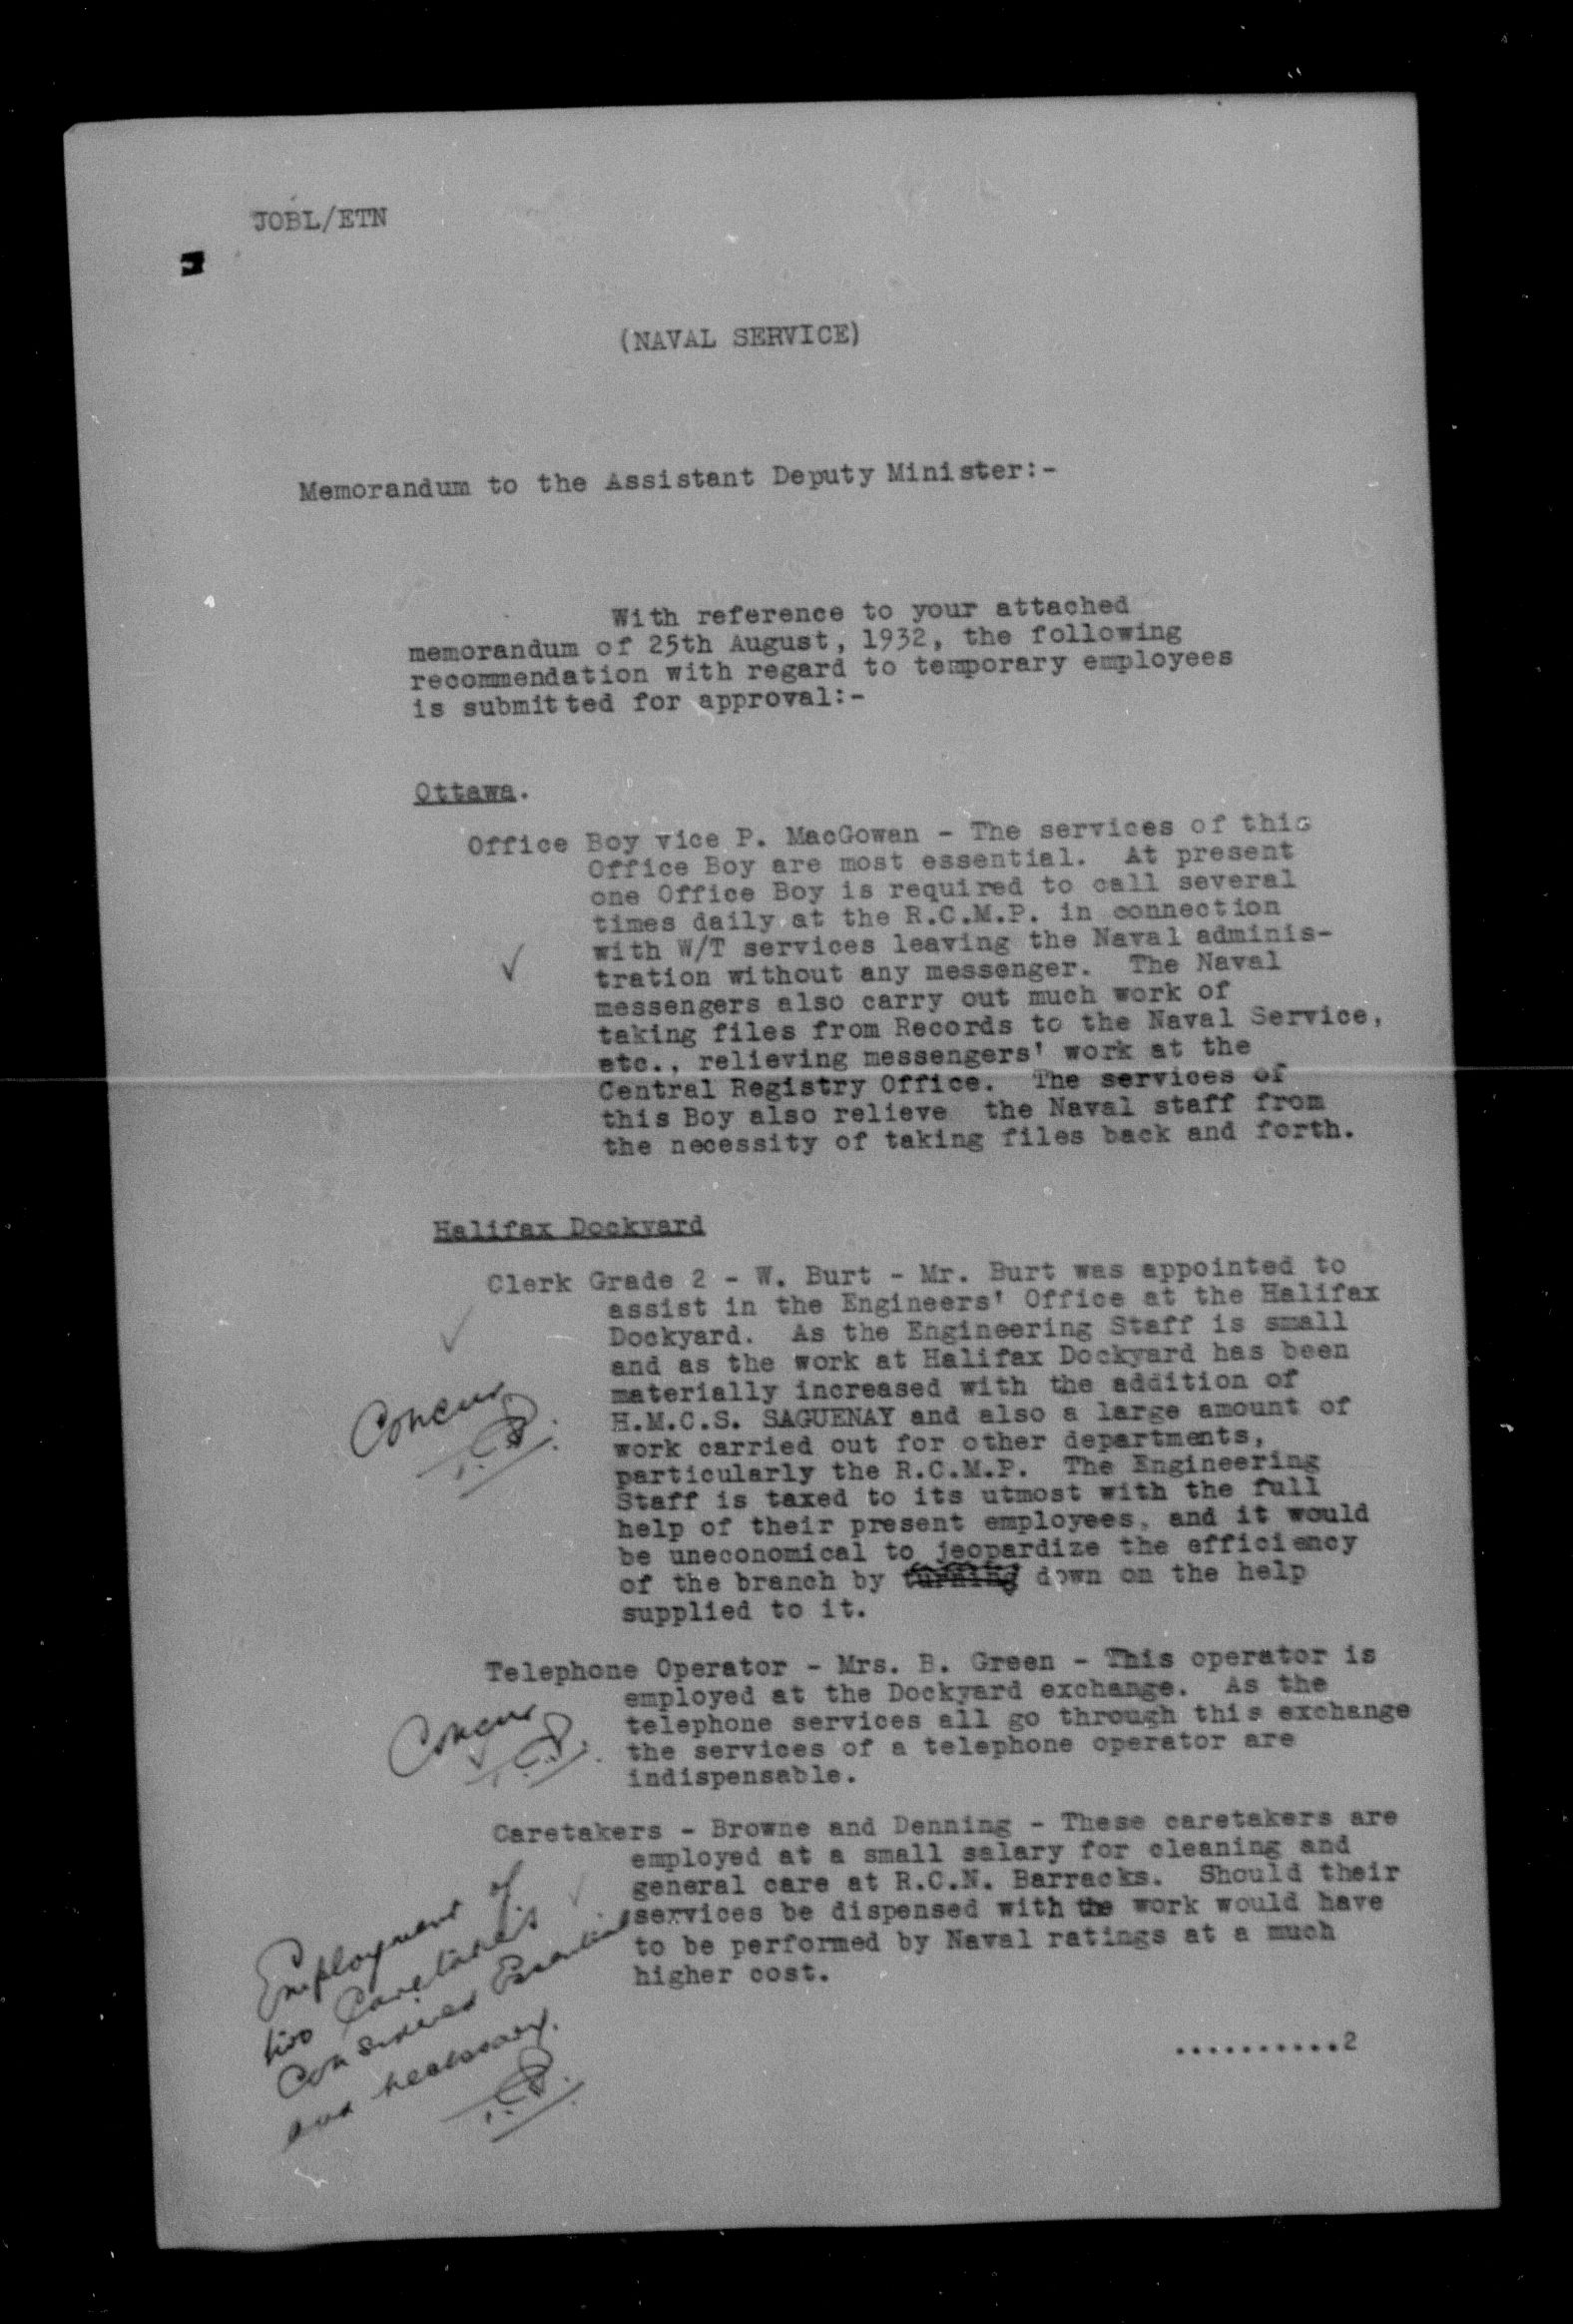 JOBL/ETN
(NAVAL SERVICE)
Memorandum to the Assistant Deputy Minister:-
With reference to your attached
memorandum of 25th August, 1932, the following
recommendation with regard to temporary employees
is submitted for approval:-
Ottawa.
Office Boy vice P. MacGowan - The services of this
Office Boy are most essential. At present
one Office Boy is required to call several
times daily at the R.C.M.P. in connection
with W/T services leaving the Naval adminis-
tration without any messenger. The Naval
messengers also carry out much work of
taking files from Records to the Naval Service,
etc., relieving messengers' work at the
Central Registry Office. The services of
this Boy also relieve the Naval staff from
the necessity of taking files back and forth.
Halifax Dockyard
Clerk Grade 2 - W. Burt - Mr. Burt was appointed to
assist in the Engineers' Office at the Halifax
Dockyard. As the Engineering Staff is small
and as the work at Halifax Dockyard has been
materially increased with the addition of
H.M.C.S. SAGUENAY and also a large amount of
work carried out for other departments,
particularly the R.C.M.P. The Engineering
Staff is taxed to its utmost with the full
help of their present employees, and it would
be uneconomical to jeopardize the efficiency
of the branch by turning down on the help
supplied to it.
Concur
Telephone Operator - Mrs. B. Green - This operator is
employed at the Dockyard exchange. As the
telephone services all go through this exchange
the services of a telephone operator are
indispensable.
Concur
Caretakers - Browne and Denning - These caretakers are
employed at a small salary for cleaning and
general care at R.C.N. Barracks. Should their
services be dispensed with the work would have
to be performed by Naval ratings at a much
higher cost.
Employment of
two Caretakers
Considered Essential
and necessary.
..........2